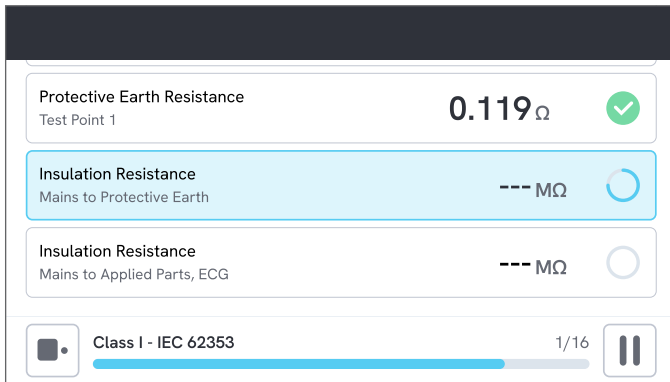 Protective Earth Resistance
0.119 Ω
Test Point 1
Insulation Resistance
--- MΩ
Mains to Protective Earth
Insulation Resistance
--- MΩ
Mains to Applied Parts, ECG
Class I - IEC 62353
1/16